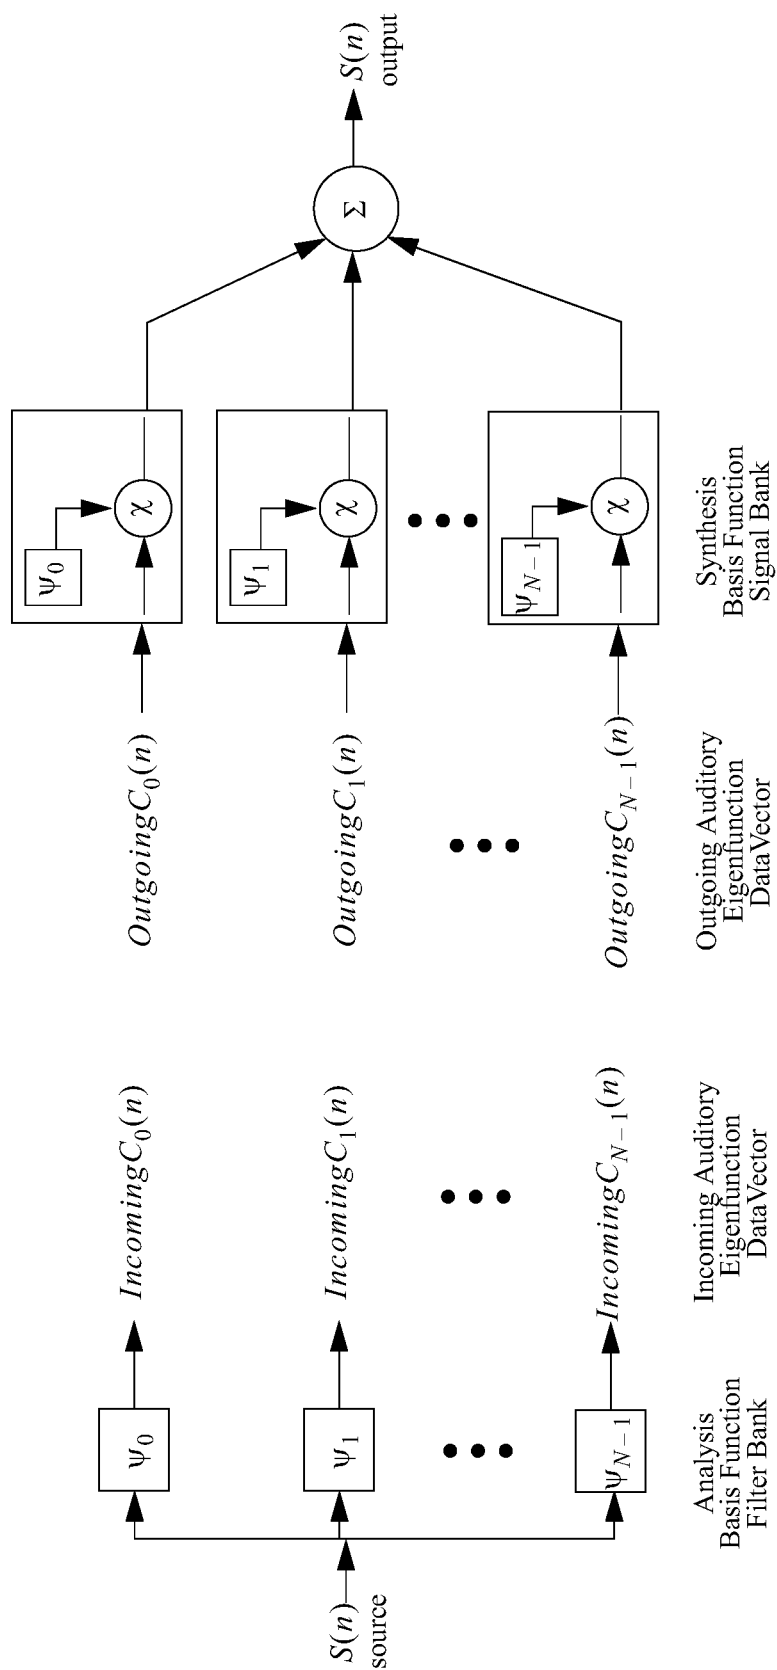 S(n)
source
Ψ0
Ψ1
ΨN−1
Analysis
Basis Function
Filter Bank
IncomingC0(n)
IncomingC1(n)
IncomingCN−1(n)
Incoming Auditory
Eigenfunction
DataVector
OutgoingC0(n)
OutgoingC1(n)
OutgoingCN−1(n)
Outgoing Auditory
Eigenfunction
DataVector
Ψ0
χ
Ψ1
χ
ΨN−1
χ
Synthesis
Basis Function
Signal Bank
Σ
S(n)
output